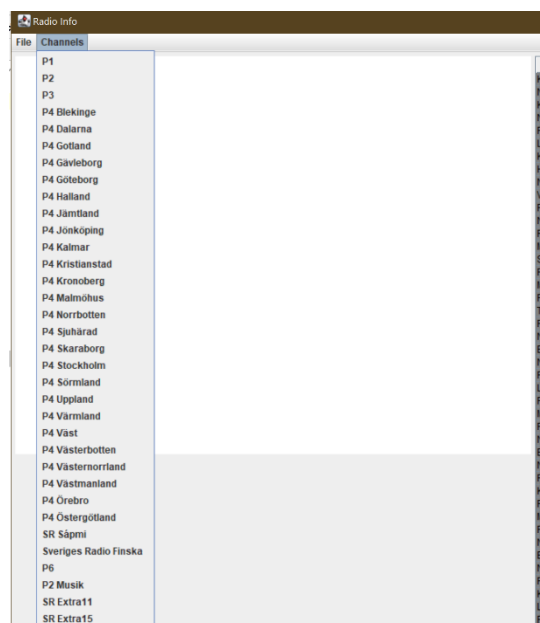 Radio Info
File Channels
P1
P2
P3
P4 Blekinge
P4 Dalarna
P4 Gotland
P4 Gävleborg
P4 Göteborg
P4 Halland
P4 Jämtland
P4 Jönköping
P4 Kalmar
P4 Kristianstad
P4 Kronoberg
P4 Malmöhus
P4 Norrbotten
P4 Sjuhärad
P4 Skaraborg
P4 Stockholm
P4 Sörmland
P4 Uppland
P4 Värmland
P4 Väst
P4 Västerbotten
P4 Västernorrland
P4 Västmanland
P4 Örebro
P4 Östergötland
SR Sápmi
Sveriges Radio Finska
P6
P2 Musik
SR Extra11
SR Extra15